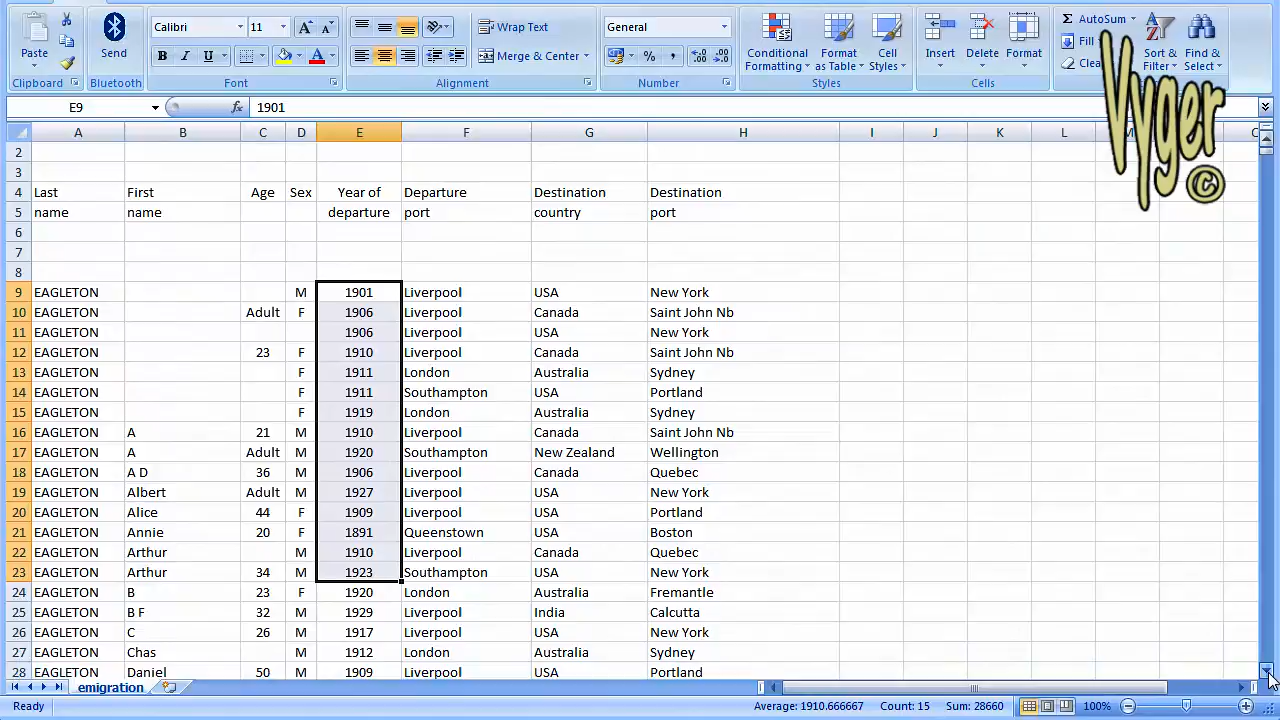 Calibri 11 General AutoSum
Paste Send Wrap Text Conditional Formatting Format as Table Cell Styles Insert Delete Format Fill Sort & Filter Find & Select
B I U Merge & Center % , Clea
Clipboard Bluetooth Font Alignment Number Styles Cells
Vyger ©
E9 fx 1901
A B C D E F G H I J K L M
2
3
4 Last First Age Sex Year of Departure Destination Destination
5 name name departure port country port
6
7
8
9 EAGLETON M 1901 Liverpool USA New York
10 EAGLETON Adult F 1906 Liverpool Canada Saint John Nb
11 EAGLETON 1906 Liverpool USA New York
12 EAGLETON 23 F 1910 Liverpool Canada Saint John Nb
13 EAGLETON F 1911 London Australia Sydney
14 EAGLETON F 1911 Southampton USA Portland
15 EAGLETON F 1919 London Australia Sydney
16 EAGLETON A 21 M 1910 Liverpool Canada Saint John Nb
17 EAGLETON A Adult M 1920 Southampton New Zealand Wellington
18 EAGLETON A D 36 M 1906 Liverpool Canada Quebec
19 EAGLETON Albert Adult M 1927 Liverpool USA New York
20 EAGLETON Alice 44 F 1909 Liverpool USA Portland
21 EAGLETON Annie 20 F 1891 Queenstown USA Boston
22 EAGLETON Arthur M 1910 Liverpool Canada Quebec
23 EAGLETON Arthur 34 M 1923 Southampton USA New York
24 EAGLETON B 23 F 1920 London Australia Fremantle
25 EAGLETON B F 32 M 1929 Liverpool India Calcutta
26 EAGLETON C 26 M 1917 Liverpool USA New York
27 EAGLETON Chas M 1912 London Australia Sydney
28 EAGLETON Daniel 50 M 1909 Liverpool USA Portland
emigration
Ready Average: 1910.666667 Count: 15 Sum: 28660 100%